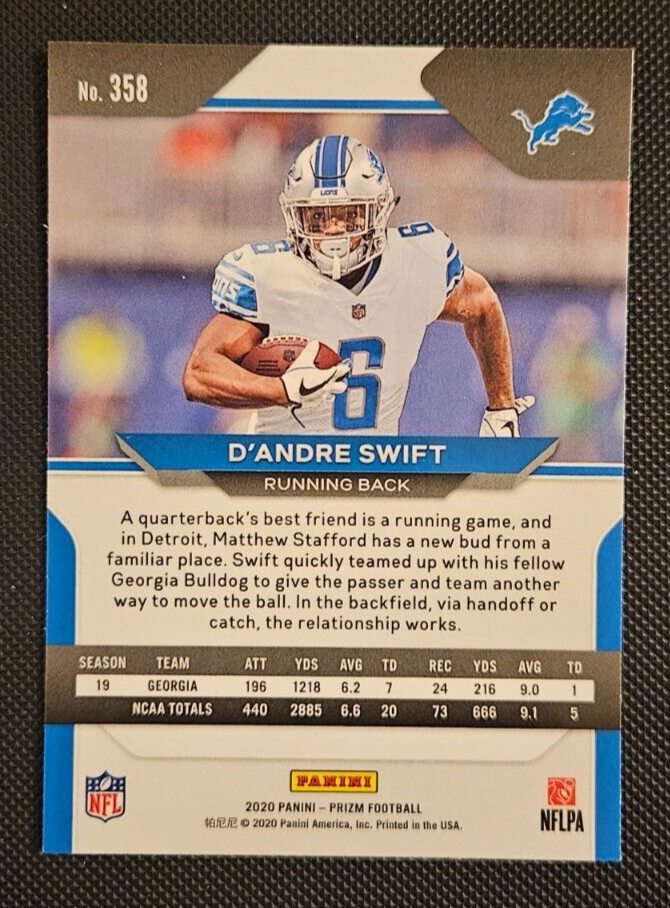 No. 358
LIONS
6
6
6
D'ANDRE SWIFT
RUNNING BACK
A quarterback's best friend is a running game, and
in Detroit, Matthew Stafford has a new bud from a
familiar place. Swift quickly teamed up with his fellow
Georgia Bulldog to give the passer and team another
way to move the ball. In the backfield, via handoff or
catch, the relationship works.
SEASON TEAM ATT YDS AVG TD REC YDS AVG TD
19 GEORGIA 196 1218 6.2 7 24 216 9.0 1
NCAA TOTALS 440 2885 6.6 20 73 666 9.1 5
NFL
PANINI
2020 PANINI – PRIZM FOOTBALL
帕尼尼 © 2020 Panini America, Inc. Printed in the USA.
NFLPA